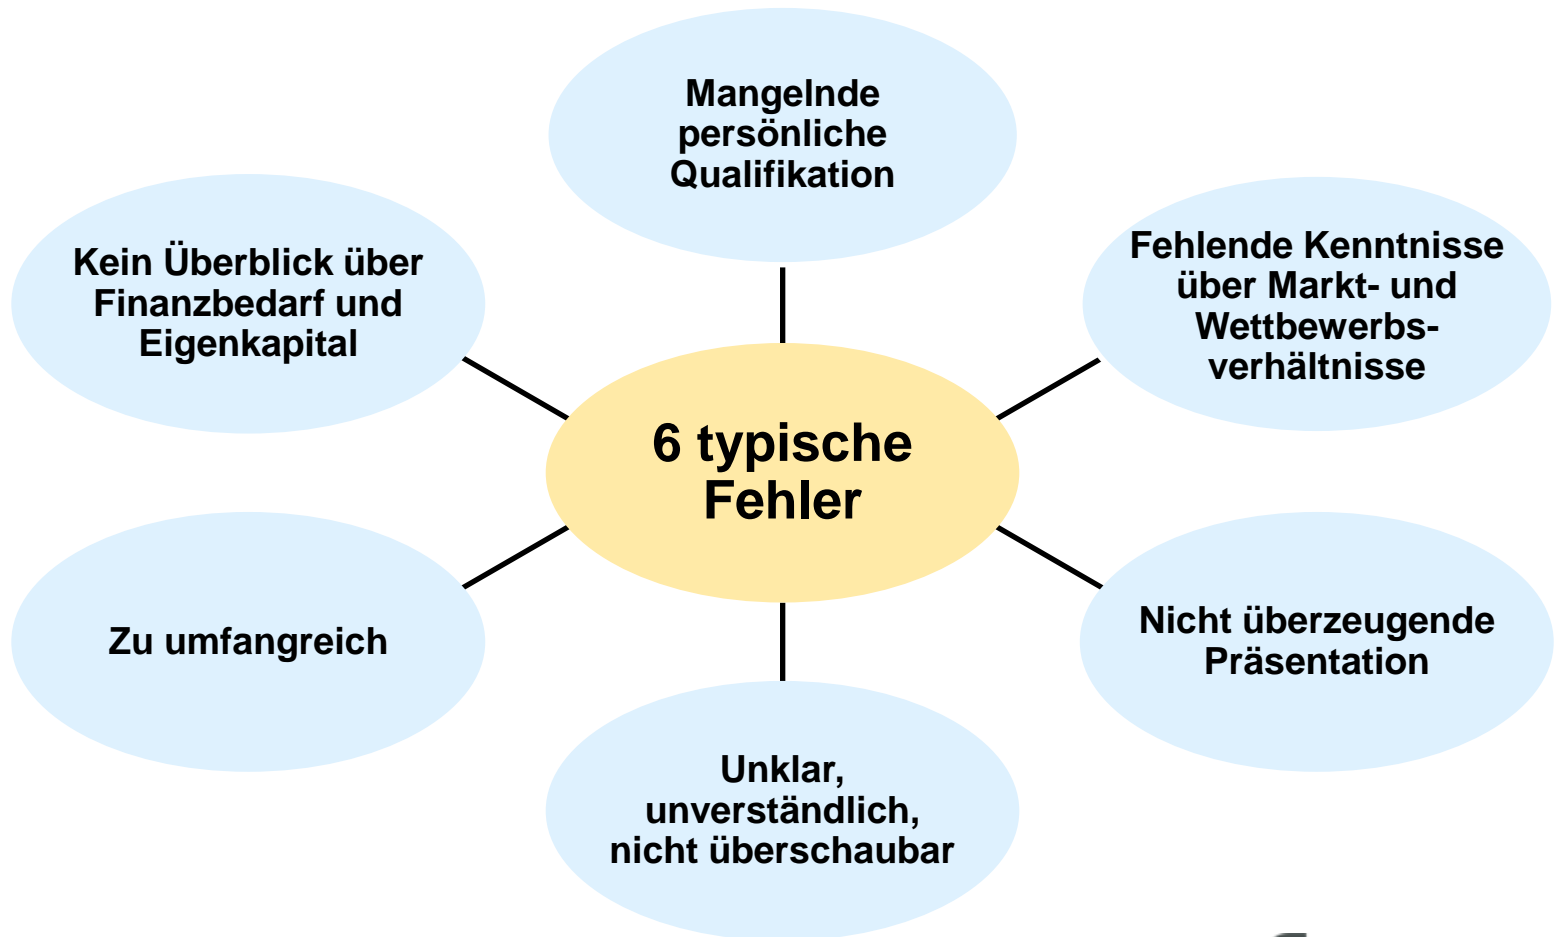 Mangelnde
persönliche
Qualifikation
Kein Überblick über
Finanzbedarf und
Eigenkapital
Fehlende Kenntnisse
über Markt- und
Wettbewerbs-
verhältnisse
6 typische
Fehler
Zu umfangreich
Nicht überzeugende
Präsentation
Unklar,
unverständlich,
nicht überschaubar